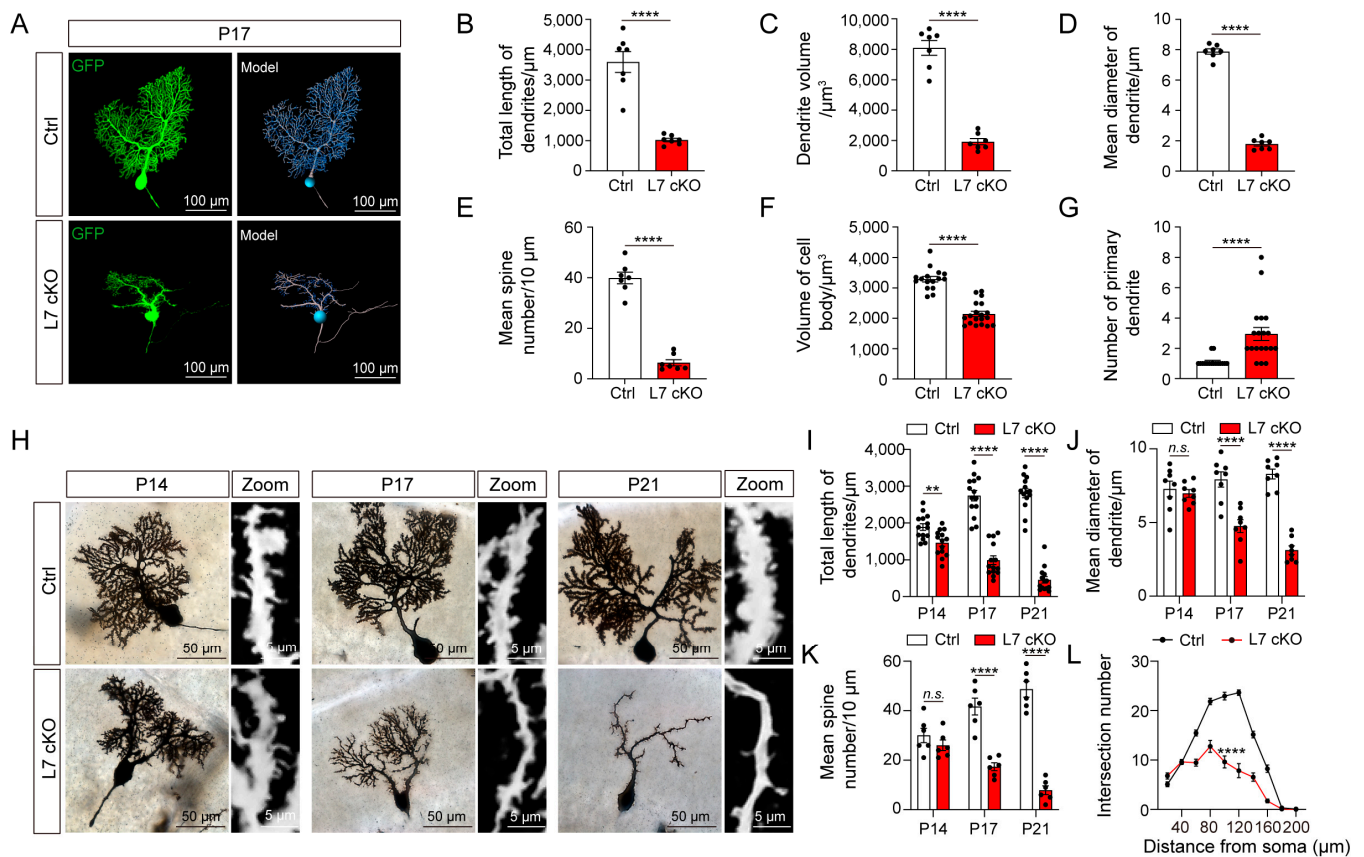 A
P17
Ctrl
GFP
Model
100 µm
100 µm
L7 cKO
GFP
Model
100 µm
100 µm
B
****
Total length of
dendrites/µm
5,000
4,000
3,000
2,000
1,000
0
Ctrl
L7 cKO
C
****
Dendrite volume
/µm³
10,000
8,000
6,000
4,000
2,000
0
Ctrl
L7 cKO
D
****
Mean diameter of
dendrite/µm
10
8
6
4
2
0
Ctrl
L7 cKO
E
****
Mean spine
number/10 µm
60
40
20
0
Ctrl
L7 cKO
F
****
Volume of cell
body/µm³
5,000
4,000
3,000
2,000
1,000
0
Ctrl
L7 cKO
G
****
Number of primary
dendrite
10
8
6
4
2
0
Ctrl
L7 cKO
H
P14
Zoom
P17
Zoom
P21
Zoom
Ctrl
50 µm
5 µm
50 µm
5 µm
50 µm
5 µm
L7 cKO
50 µm
5 µm
50 µm
5 µm
50 µm
5 µm
I
Ctrl
L7 cKO
**
****
****
Total length of
dendrites/µm
4,000
3,000
2,000
1,000
0
P14
P17
P21
J
Ctrl
L7 cKO
n.s.
****
****
Mean diameter of
dendrite/µm
10
5
0
P14
P17
P21
K
Ctrl
L7 cKO
n.s.
****
****
Mean spine
number/10 µm
60
40
20
0
P14
P17
P21
L
Ctrl
L7 cKO
****
Intersection number
30
20
10
0
40
80
120
160
200
Distance from soma (µm)